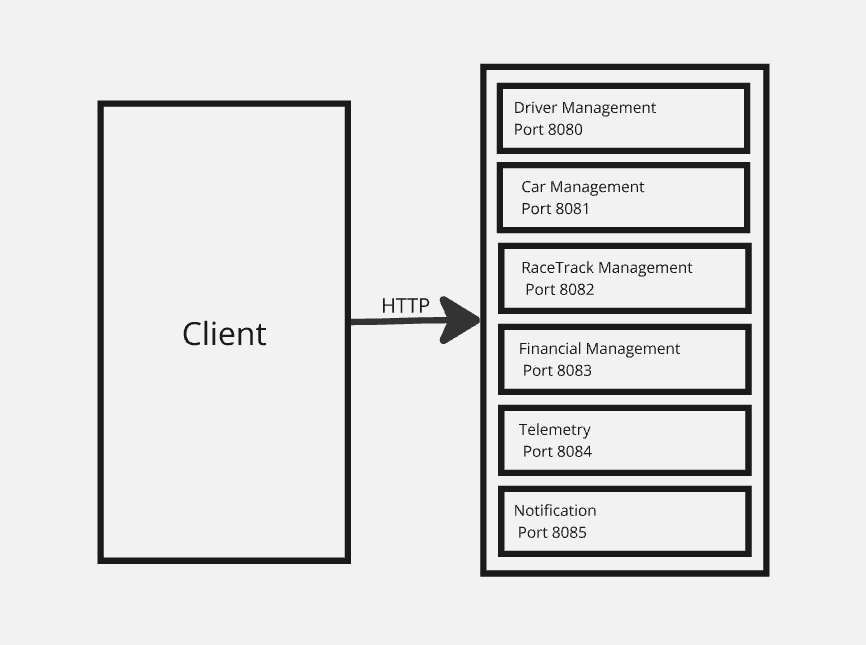 Client
HTTP
Driver Management
Port 8080
Car Management
Port 8081
RaceTrack Management
Port 8082
Financial Management
Port 8083
Telemetry
Port 8084
Notification
Port 8085